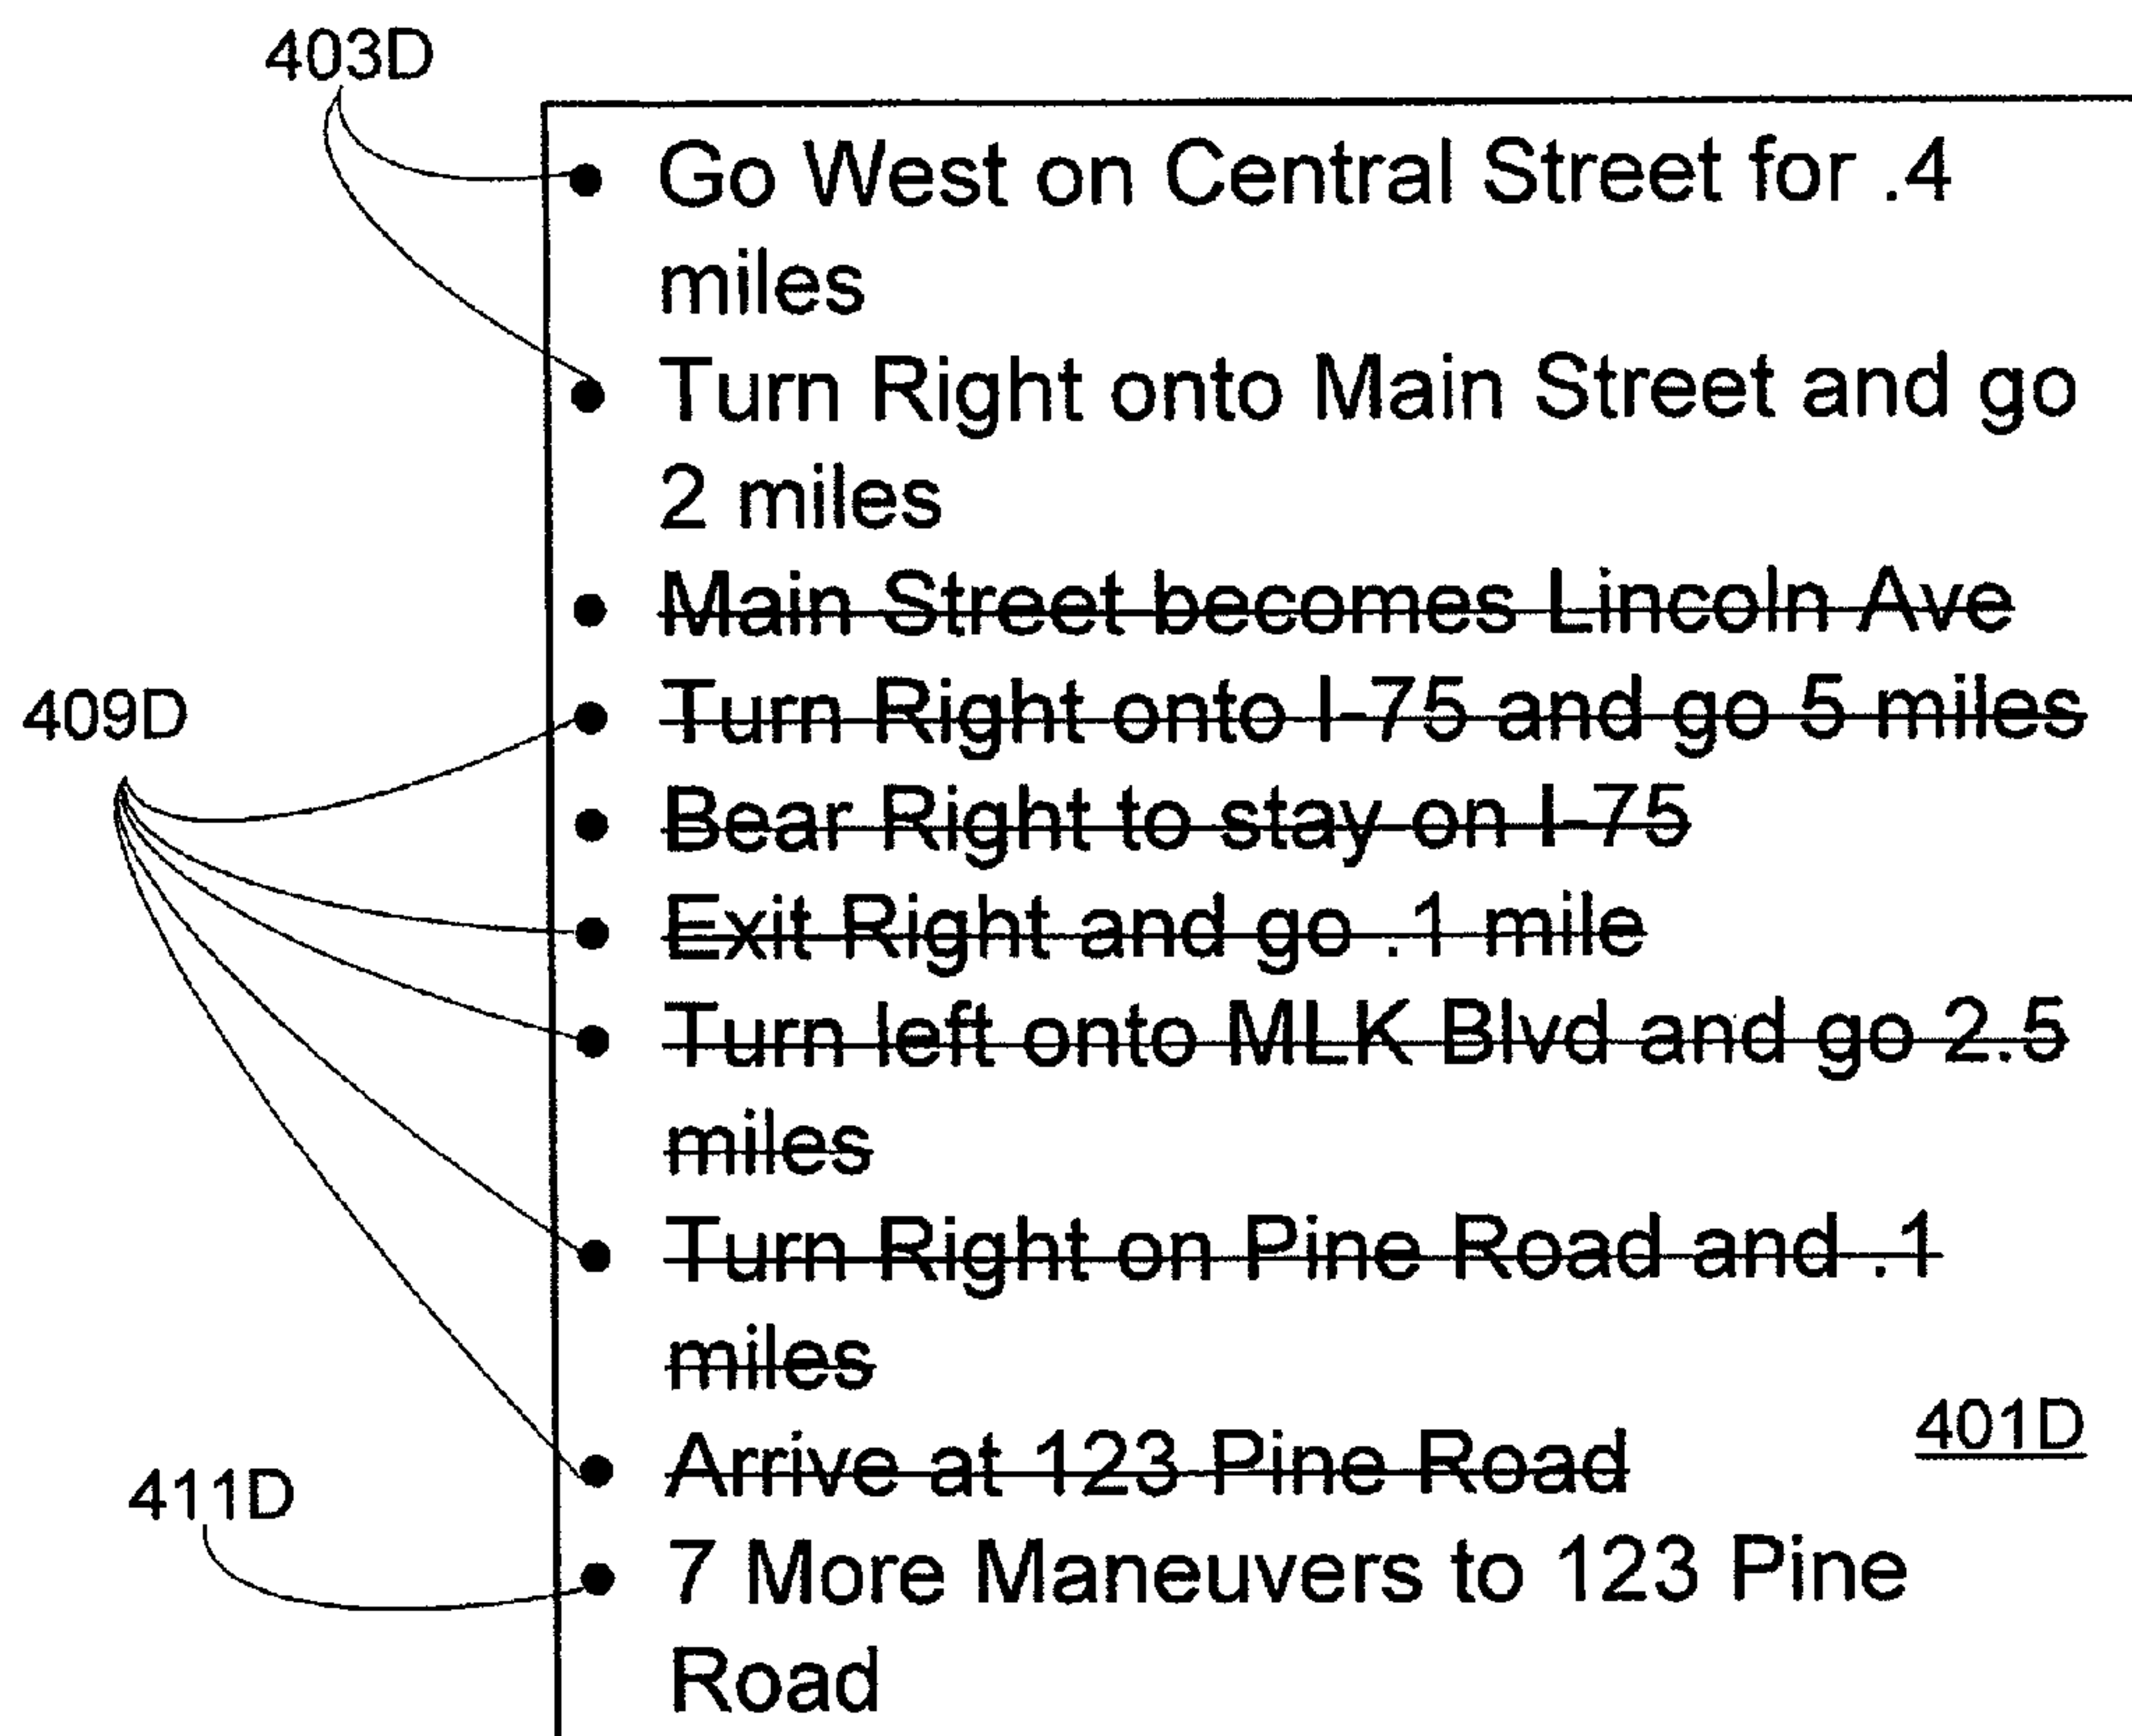 403D
Go West on Central Street for .4
miles
Turn Right onto Main Street and go
2 miles
Main Street becomes Lincoln Ave
409D
Turn Right onto I-75 and go 5 miles
Bear Right to stay on I-75
Exit Right and go .1 mile
Turn left onto MLK Blvd and go 2.5
miles
Turn Right on Pine Road and .1
miles
401D
Arrive at 123 Pine Road
411D
7 More Maneuvers to 123 Pine
Road